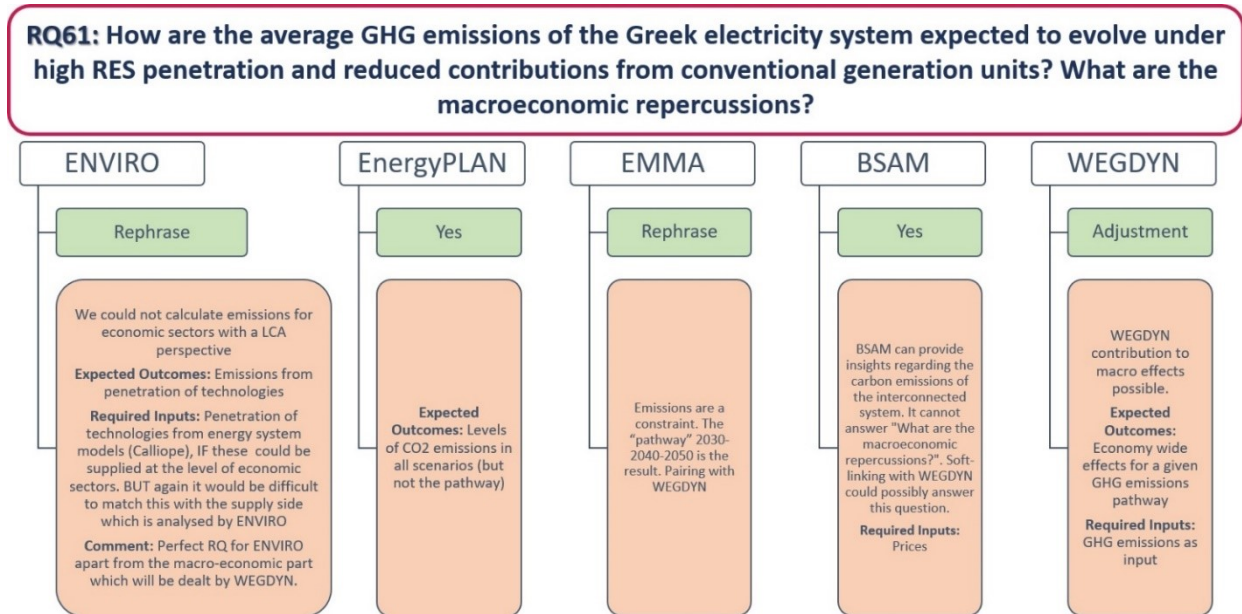 RQ61: How are the average GHG emissions of the Greek electricity system expected to evolve under
high RES penetration and reduced contributions from conventional generation units? What are the
macroeconomic repercussions?
ENVIRO
Rephrase
We could not calculate emissions for
economic sectors with a LCA
perspective
Expected Outcomes: Emissions from
penetration of technologies
Required Inputs: Penetration of
technologies from energy system
models (Calliope), IF these could be
supplied at the level of economic
sectors. BUT again it would be difficult
to match this with the supply side
which is analysed by ENVIRO
Comment: Perfect RQ for ENVIRO
apart from the macro-economic part
which will be dealt by WEGDYN.
EnergyPLAN
Yes
Expected
Outcomes: Levels
of CO2 emissions in
all scenarios (but
not the pathway)
EMMA
Rephrase
Emissions are a
constraint. The
“pathway” 2030-
2040-2050 is the
result. Pairing with
WEGDYN
BSAM
Yes
BSAM can provide
insights regarding the
carbon emissions of
the interconnected
system. It cannot
answer "What are the
macroeconomic
repercussions?". Soft-
linking with WEGDYN
could possibly answer
this question.
Required Inputs:
Prices
WEGDYN
Adjustment
WEGDYN
contribution to
macro effects
possible.
Expected
Outcomes:
Economy wide
effects for a given
GHG emissions
pathway
Required Inputs:
GHG emissions as
input